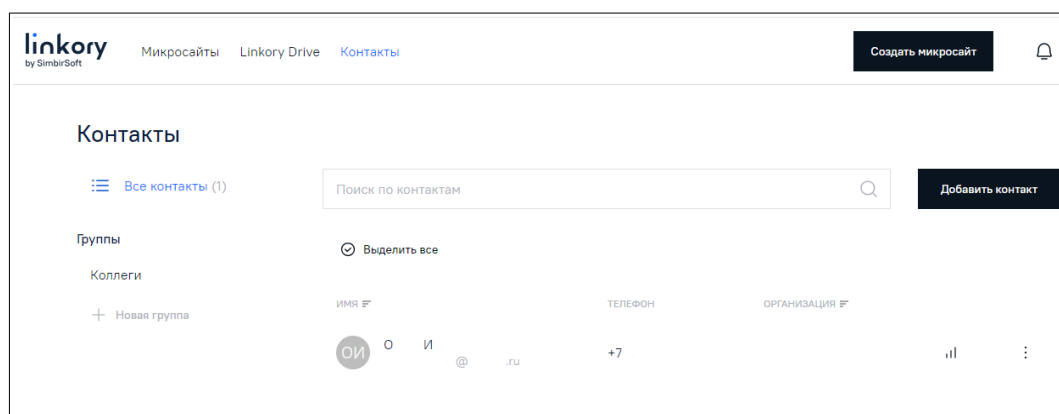 linkory
by SimbirSoft
Микросайты Linkory Drive Контакты
Создать микросайт
Контакты
Все контакты (1)
Поиск по контактам
Добавить контакт
Группы
Выделить все
Коллеги
Новая группа
ИМЯ ТЕЛЕФОН ОРГАНИЗАЦИЯ
ОИ О И +7
@ .ru